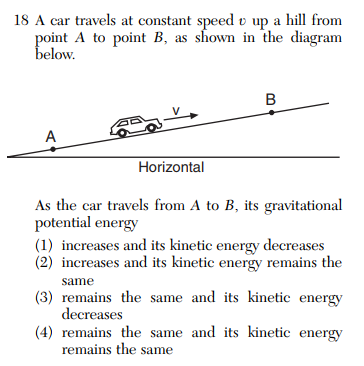 18 A car travels at constant speed v up a hill from
point A to point B, as shown in the diagram
below.
B
V
A
Horizontal
As the car travels from A to B, its gravitational
potential energy
(1) increases and its kinetic energy decreases
(2) increases and its kinetic energy remains the
same
(3) remains the same and its kinetic energy
decreases
(4) remains the same and its kinetic energy
remains the same